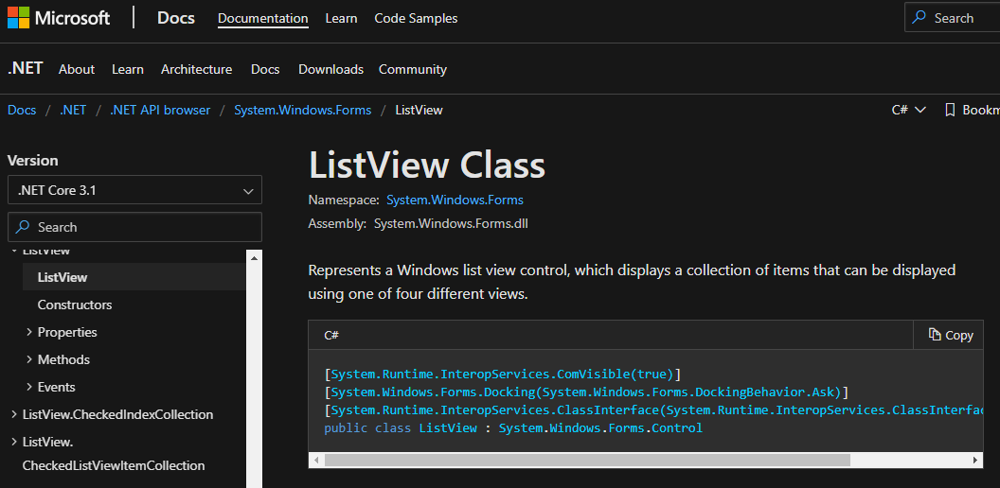 Microsoft Docs Documentation Learn Code Samples Search
.NET About Learn Architecture Docs Downloads Community
Docs / .NET / .NET API browser / System.Windows.Forms / ListView C#
Version
.NET Core 3.1
Search
ListView
ListView
Constructors
Properties
Methods
Events
ListView.CheckedIndexCollection
ListView.
CheckedListViewItemCollection
ListView Class
Namespace: System.Windows.Forms
Assembly: System.Windows.Forms.dll
Represents a Windows list view control, which displays a collection of items that can be displayed
using one of four different views.
C# Copy
[System.Runtime.InteropServices.ComVisible(true)]
[System.Windows.Forms.Docking(System.Windows.Forms.DockingBehavior.Ask)]
[System.Runtime.InteropServices.ClassInterface(System.Runtime.InteropServices.ClassInterfac
public class ListView : System.Windows.Forms.Control